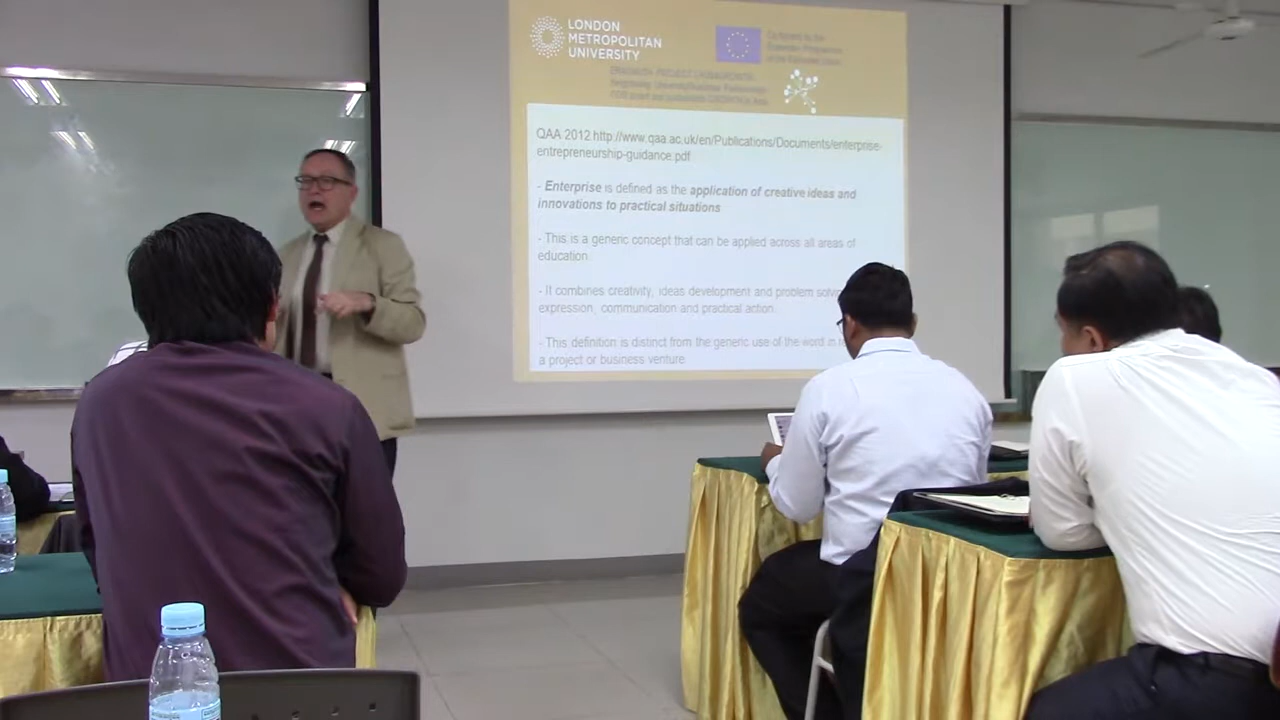 LONDON
METROPOLITAN
UNIVERSITY
QAA 2012 http://www.qaa.ac.uk/en/Publications/Documents/enterprise-
entrepreneurship-guidance.pdf
- Enterprise is defined as the application of creative ideas and
innovations to practical situations
- This is a generic concept that can be applied across all areas of
education.
- It combines creativity, ideas development and problem
expression, communication and practical action.
- This definition is distinct from the generic use of the word in
a project or business venture.